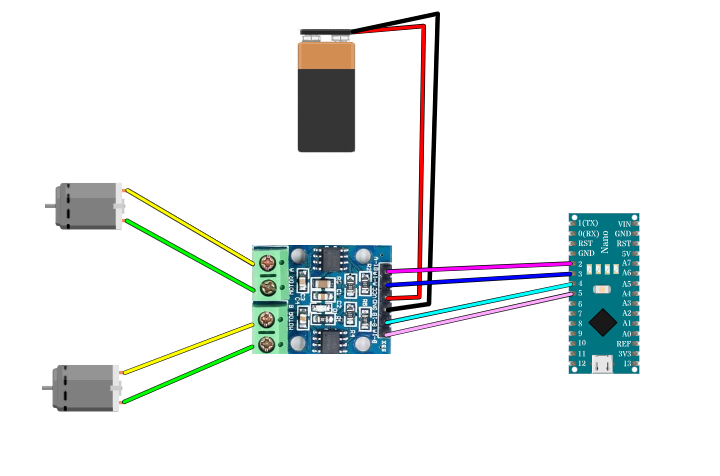 1(TX)
0(RX)
RST
GND
2
3
4
5
6
7
8
9
10
11
12
Nano
VIN
GND
RST
5V
A7
A6
A5
A4
A3
A2
A1
A0
REF
3V3
13
MOTOR A
MOTOR B